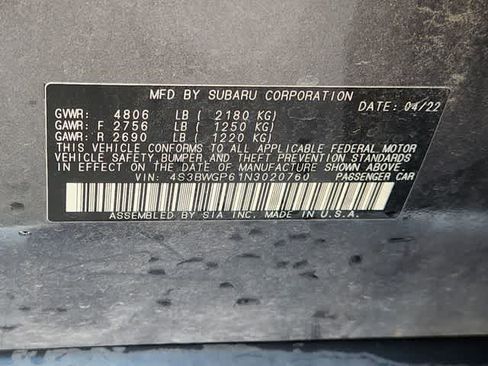 MFD BY SUBARU CORPORATION
DATE: 04/22
GVWR: 4806 LB ( 2180 KG)
GAWR: F 2756 LB ( 1250 KG)
GAWR: R 2690 LB ( 1220 KG)
THIS VEHICLE CONFORMS TO ALL APPLICABLE FEDERAL MOTOR
VEHICLE SAFETY, BUMPER, AND THEFT PREVENTION STANDARDS
IN EFFECT ON THE DATE OF MANUFACTURE SHOWN ABOVE.
VIN: 4S3BWGP61N3020760 PASSENGER CAR
ASSEMBLED BY SIA INC. MADE IN U.S.A.